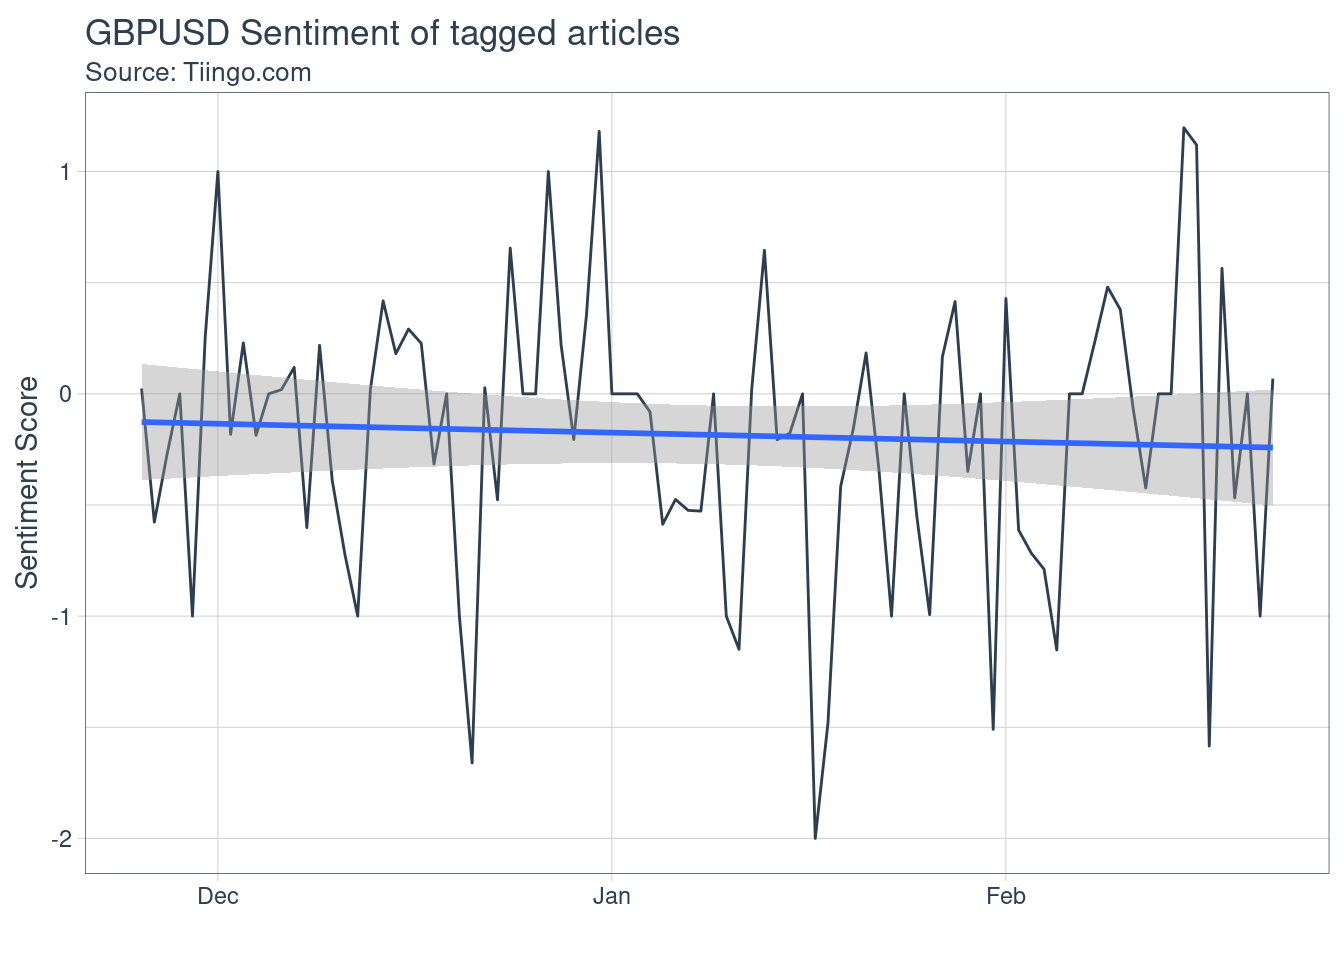 GBPUSD Sentiment of tagged articles
Source: Tiingo.com
Sentiment Score
1
0
-1
-2
Dec
Jan
Feb